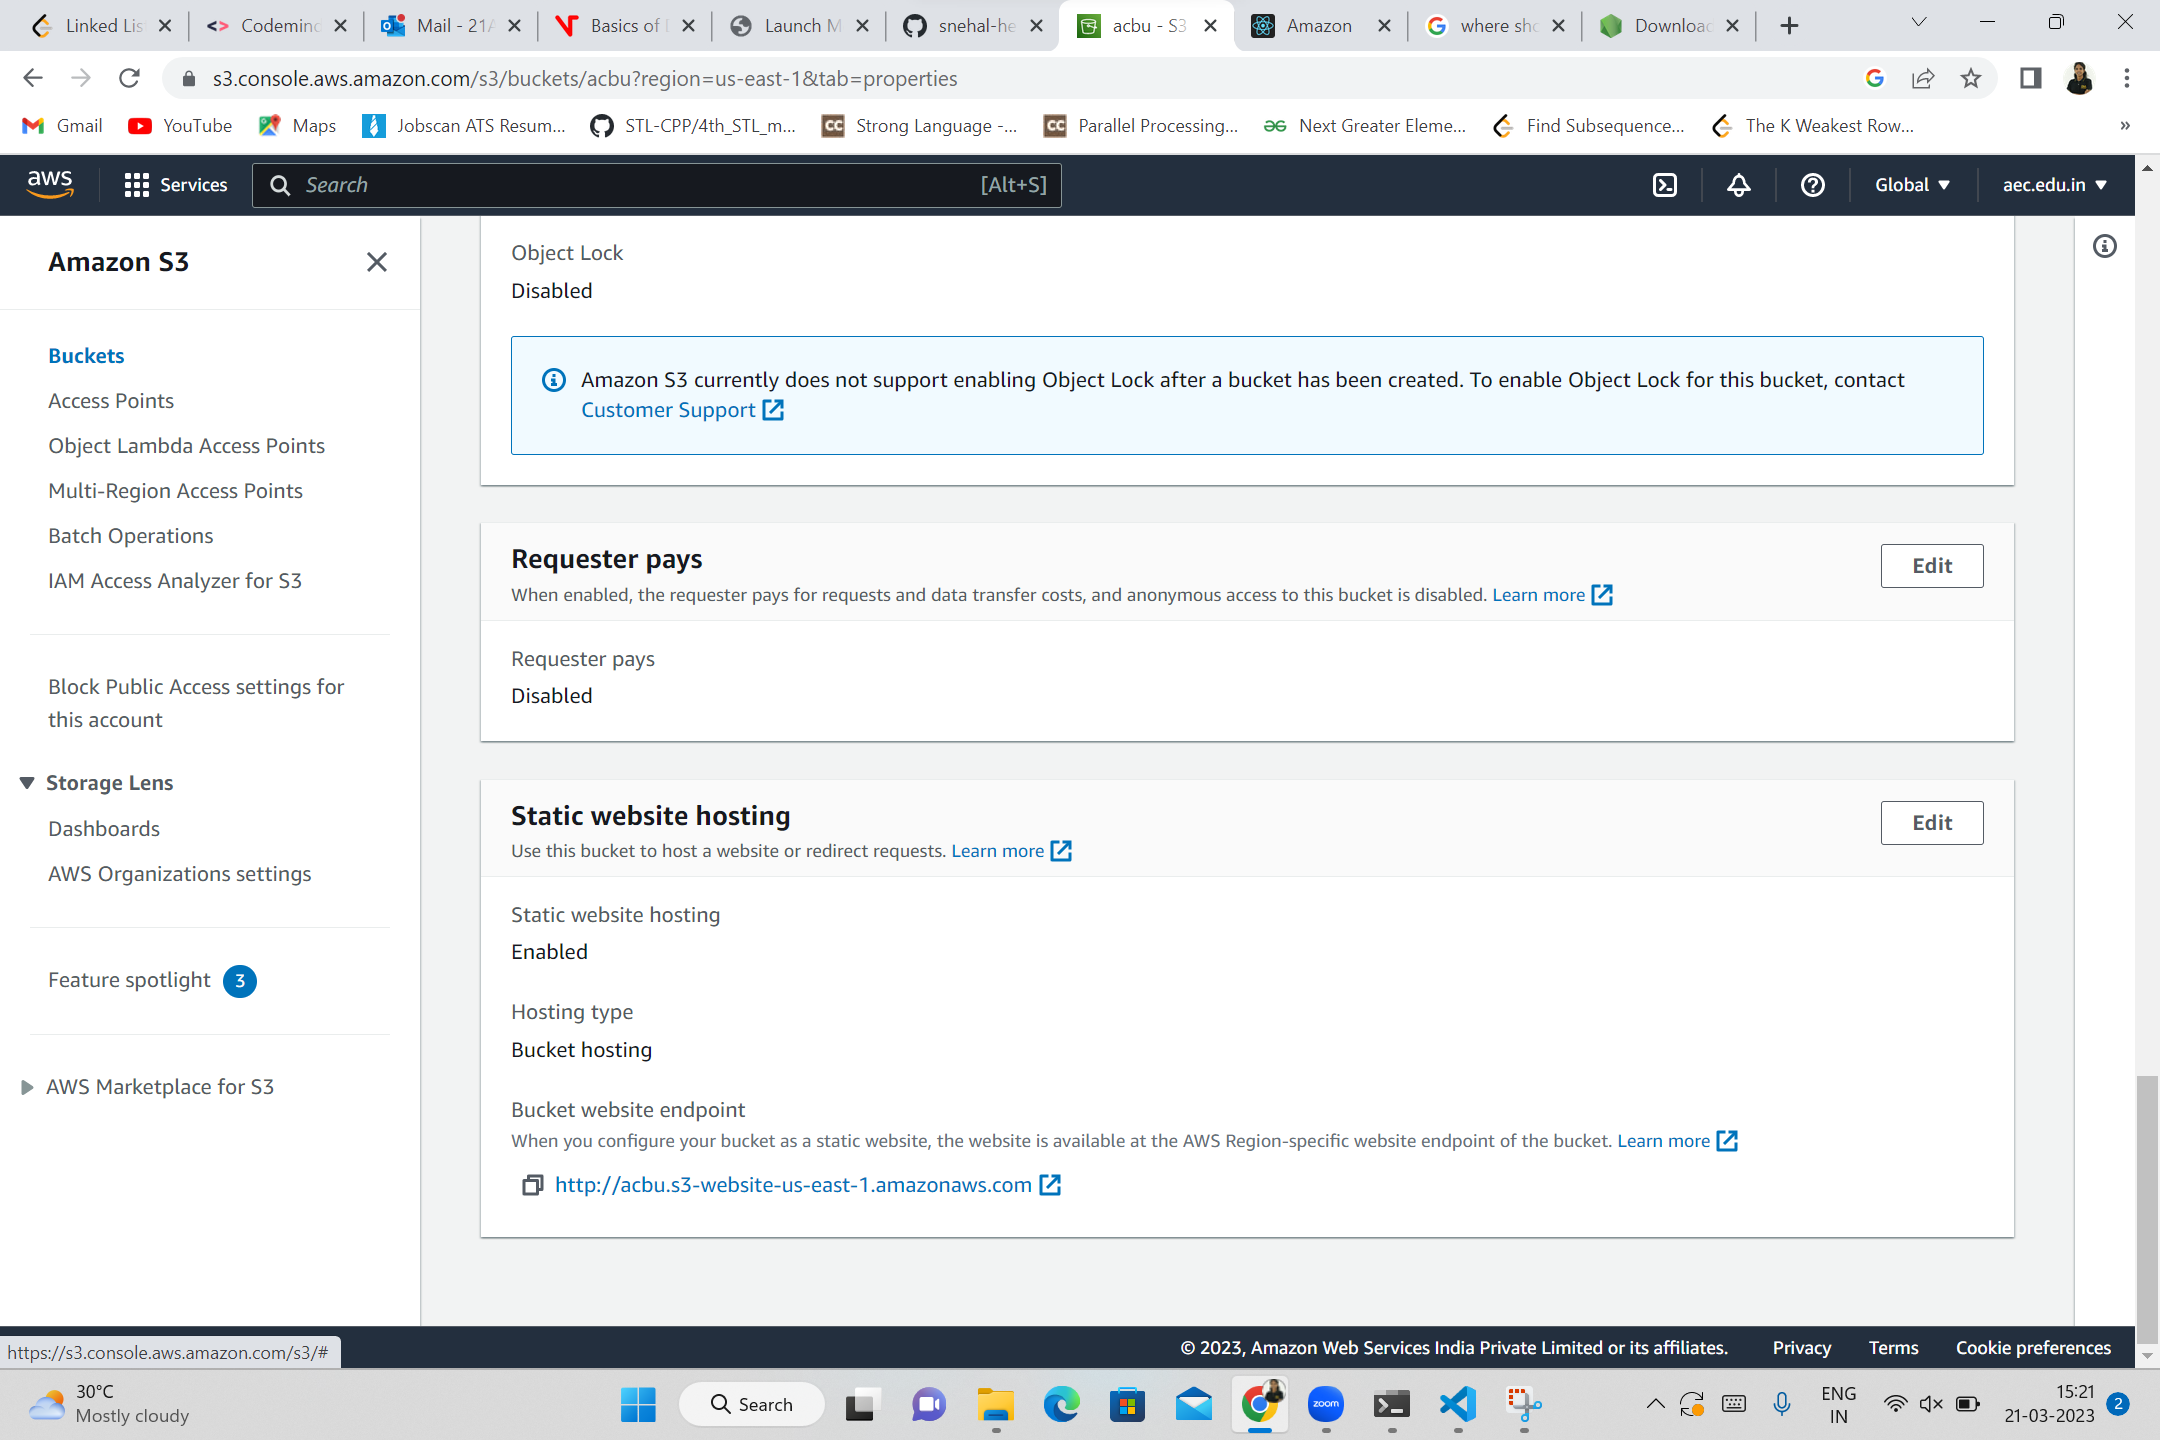 Linked Lis
Codeminc
Mail - 21A
Basics of
Launch M
snehal-he
acbu - S3
Amazon
where sho
Download
s3.console.aws.amazon.com/s3/buckets/acbu?region=us-east-1&tab=properties
Gmail
YouTube
Maps
Jobscan ATS Resum...
STL-CPP/4th_STL_m...
Strong Language -...
Parallel Processing...
Next Greater Eleme...
Find Subsequence...
The K Weakest Row...
»
aws
Services
Search
[Alt+S]
Global
aec.edu.in
Amazon S3
Buckets
Access Points
Object Lambda Access Points
Multi-Region Access Points
Batch Operations
IAM Access Analyzer for S3
Block Public Access settings for
this account
Storage Lens
Dashboards
AWS Organizations settings
Feature spotlight 3
AWS Marketplace for S3
Object Lock
Disabled
Amazon S3 currently does not support enabling Object Lock after a bucket has been created. To enable Object Lock for this bucket, contact
Customer Support
Requester pays
Edit
When enabled, the requester pays for requests and data transfer costs, and anonymous access to this bucket is disabled. Learn more
Requester pays
Disabled
Static website hosting
Edit
Use this bucket to host a website or redirect requests. Learn more
Static website hosting
Enabled
Hosting type
Bucket hosting
Bucket website endpoint
When you configure your bucket as a static website, the website is available at the AWS Region-specific website endpoint of the bucket. Learn more
http://acbu.s3-website-us-east-1.amazonaws.com
https://s3.console.aws.amazon.com/s3/#
© 2023, Amazon Web Services India Private Limited or its affiliates.
Privacy
Terms
Cookie preferences
30°C
Mostly cloudy
Search
zoom
ENG
IN
15:21
21-03-2023
2